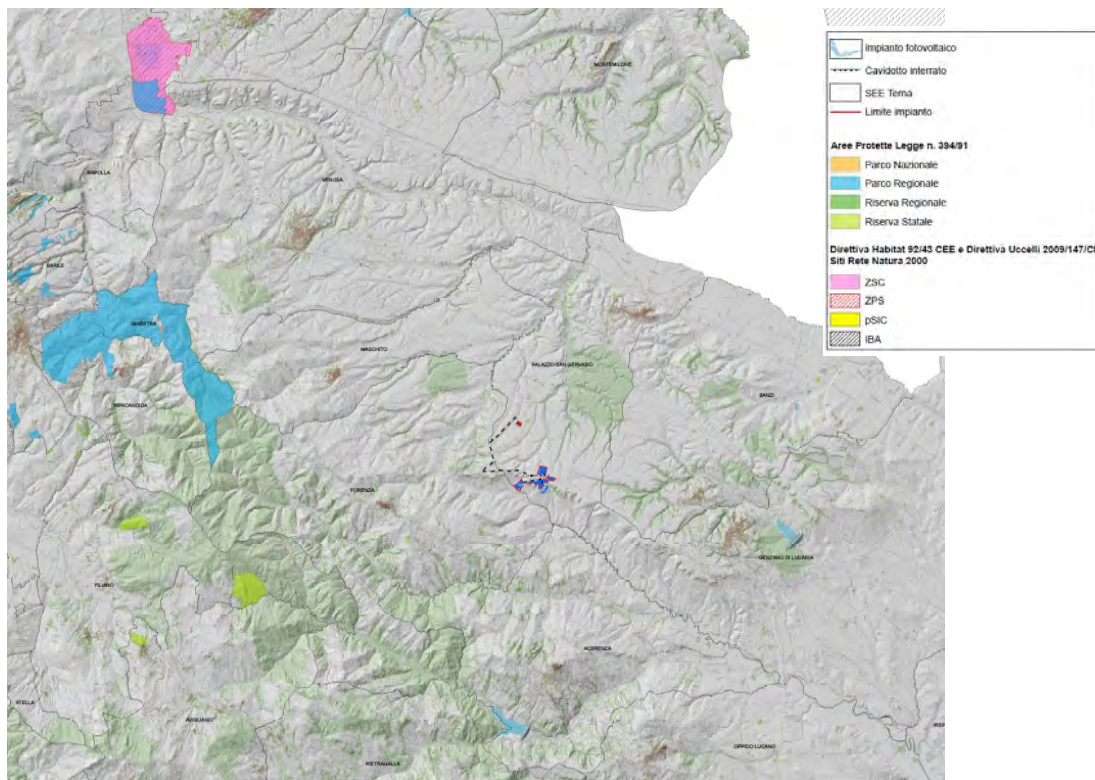 MONTEMILONE
RAPOLLA
VENOSA
BARILE
GINESTRA
MASCHITO
PALAZZO SAN GERVASIO
RIPACANDIDA
BANZI
FORENZA
GENZANO DI LUCANIA
FILIANO
ACERENZA
ATELLA
AVIGLIANO
OPPIDO LUCANO
PIETRAGALLA
Impianto fotovoltaico
Cavidotto interrato
SEE Terna
Limite impianto
Aree Protette Legge n. 394/91
Parco Nazionale
Parco Regionale
Riserva Regionale
Riserva Statale
Direttiva Habitat 92/43 CEE e Direttiva Uccelli 2009/147/C
Siti Rete Natura 2000
ZSC
ZPS
pSIC
IBA